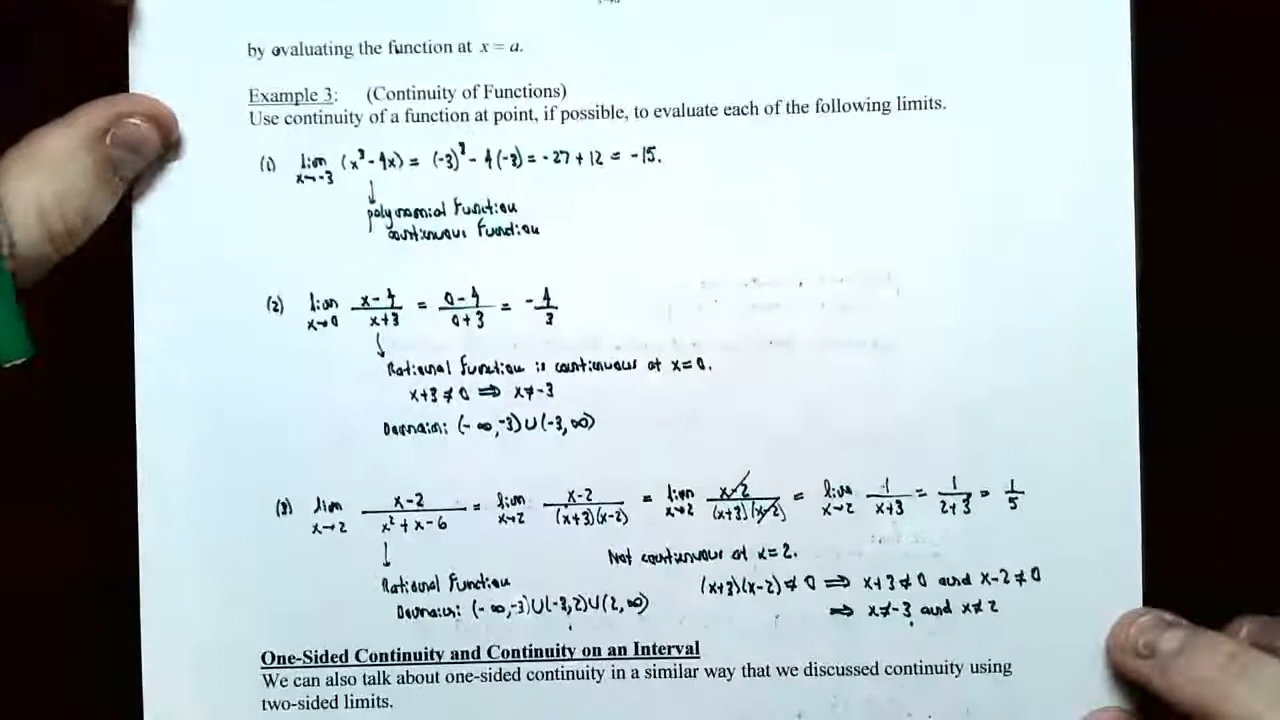 by evaluating the function at x = a.
Example 3: (Continuity of Functions)
Use continuity of a function at point, if possible, to evaluate each of the following limits.
(1) lim x→-3 (x³ - 4x) = (-3)³ - 4(-3) = -27 + 12 = -15.
↓
polynomial function
continuous function
(2) lim x→0 (x-4)/(x+3) = (0-4)/(0+3) = -4/3
↓
Rational function is continuous at x=0.
x+3≠0 ⟹ x≠-3
Domain: (-∞,-3)∪(-3,∞)
(3) lim x→2 (x-2)/(x²+x-6) = lim x→2 (x-2)/((x+3)(x-2)) = lim x→2 (x-2)/((x+3)(x-2)) = lim x→2 1/(x+3) = 1/(2+3) = 1/5
↓ Not continuous at x=2.
Rational Function (x+3)(x-2)≠0 ⟹ x+3≠0 and x-2≠0
Domain: (-∞,-3)∪(-3,2)∪(2,∞) ⟹ x≠-3 and x≠2
One-Sided Continuity and Continuity on an Interval
We can also talk about one-sided continuity in a similar way that we discussed continuity using
two-sided limits.